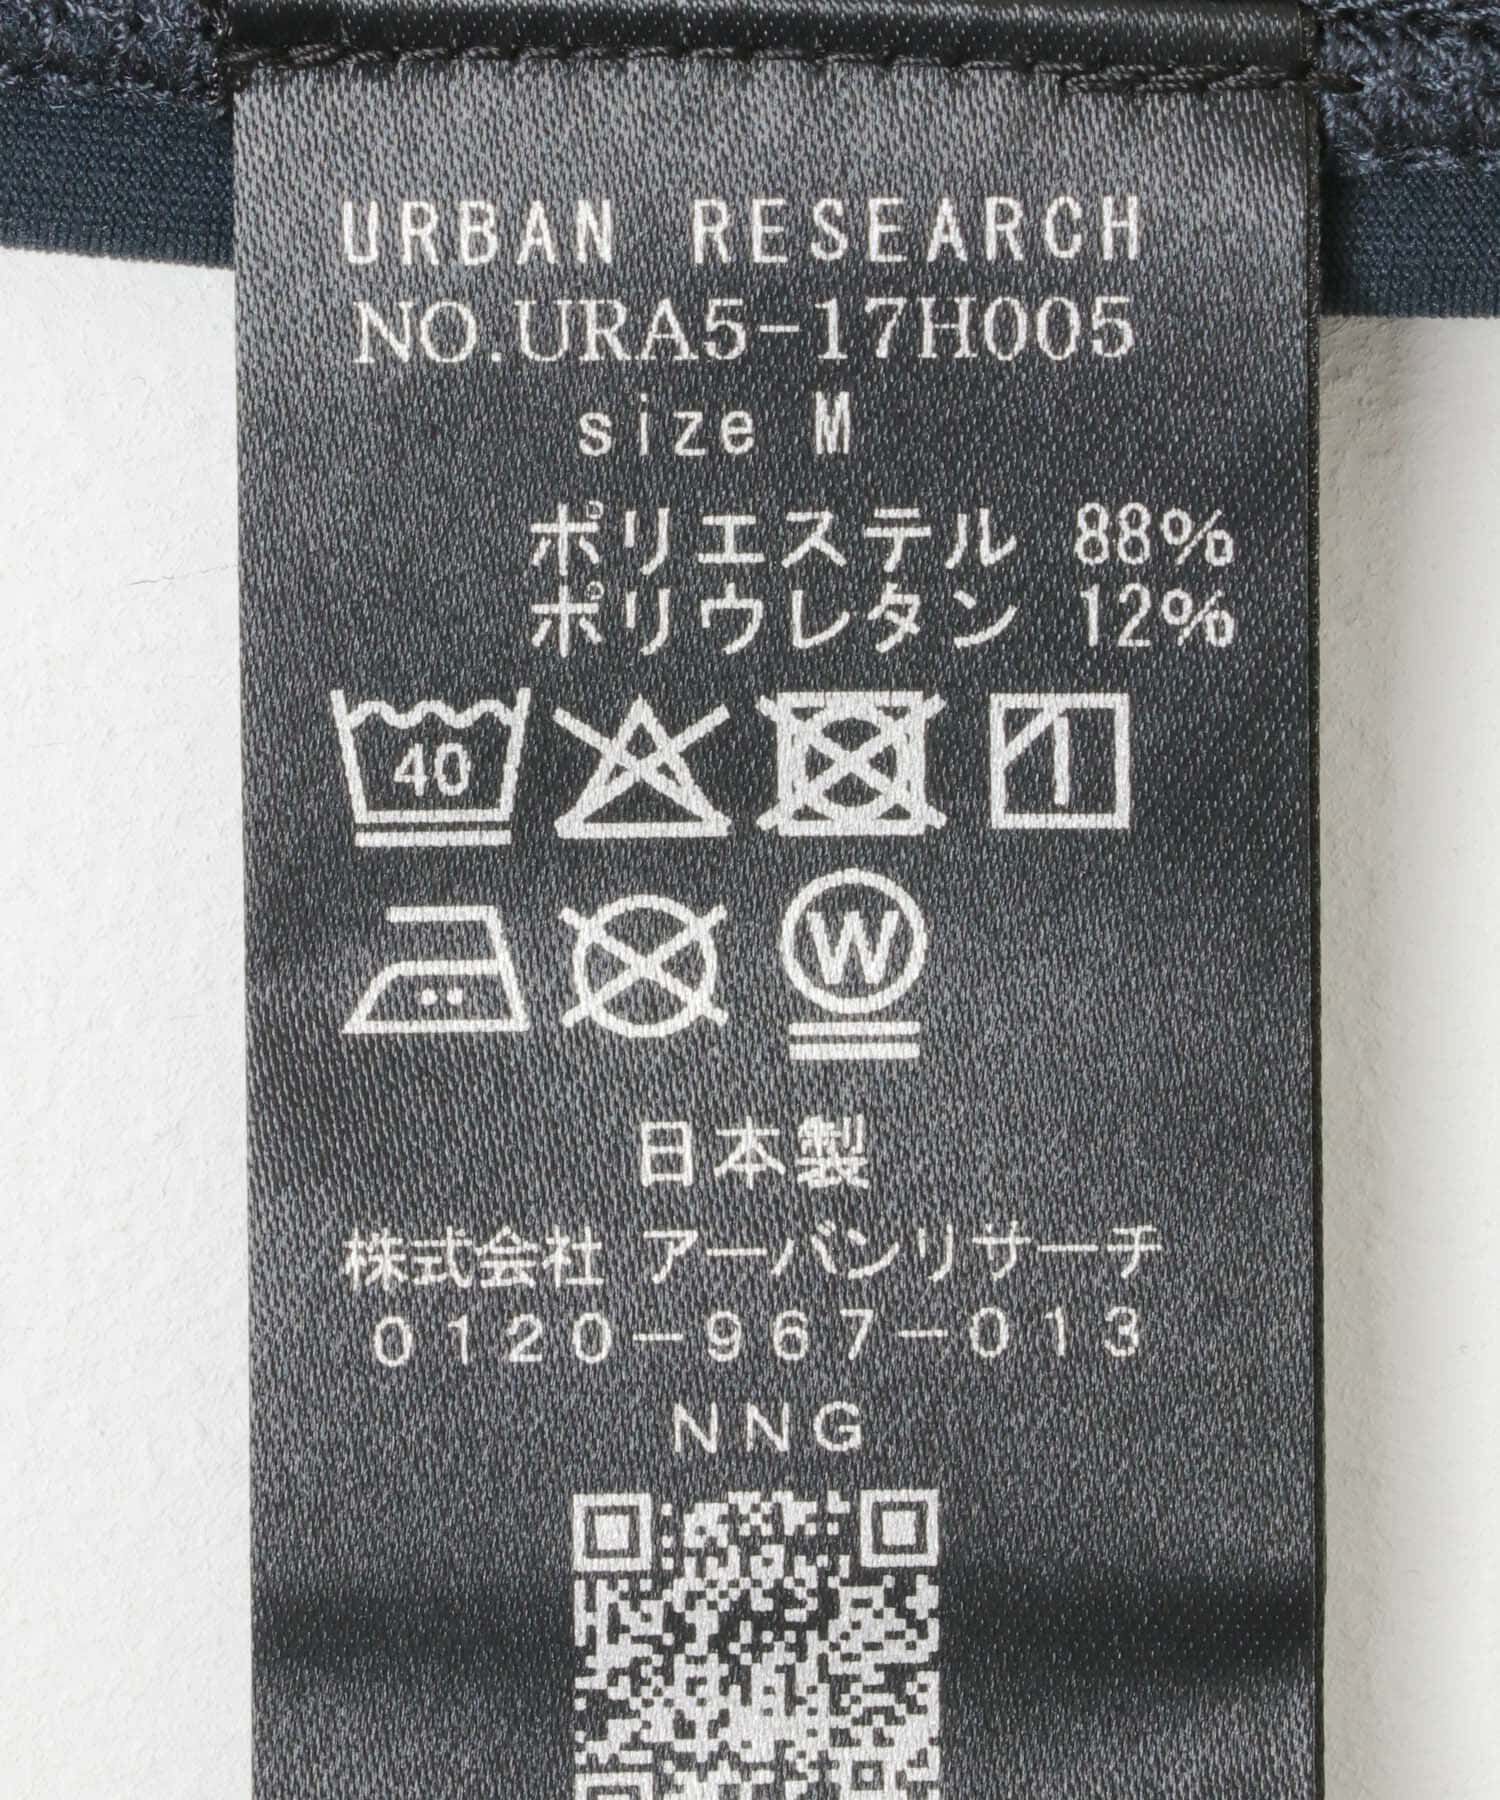 URBAN RESEARCH
NO.URA5-17H005
size M
ポリエステル 88%
ポリウレタン 12%
40
W
日本製
株式会社 アーバンリサーチ
0120-967-013
NNG